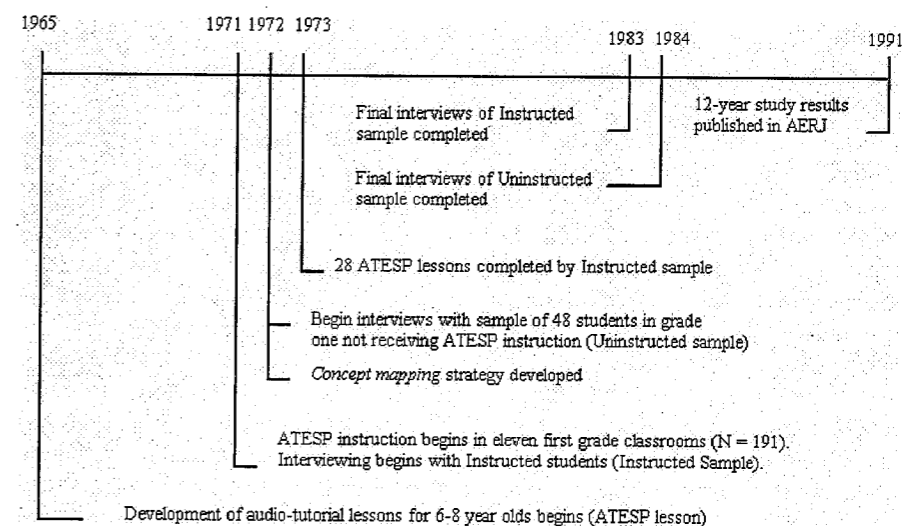 1965
1971 1972 1973
1983 1984
1991
Final interviews of Instructed
sample completed
12-year study results
published in AERJ
Final interviews of Uninstructed
sample completed
28 ATESP lessons completed by Instructed sample
Begin interviews with sample of 48 students in grade
one not receiving ATESP instruction (Uninstructed sample)
Concept mapping strategy developed
ATESP instruction begins in eleven first grade classrooms (N = 191).
Interviewing begins with Instructed students (Instructed Sample).
Development of audio-tutorial lessons for 6-8 year olds begins (ATESP lesson)